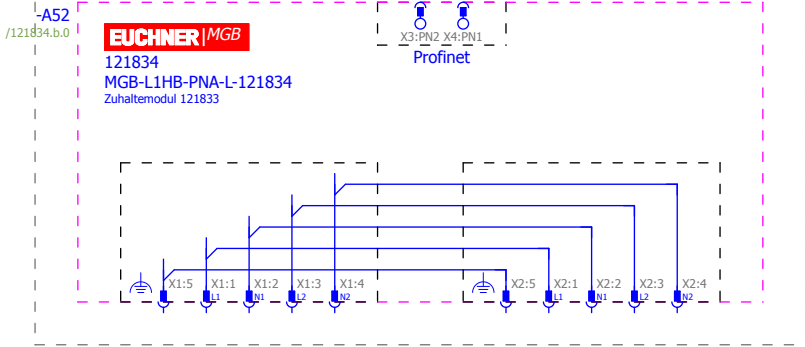 -A52
/121834.b.0
EUCHNER|MGB
121834
MGB-L1HB-PNA-L-121834
Zuhaltemodul 121833
X3:PN2 X4:PN1
Profinet
X1:5 X1:1 X1:2 X1:3 X1:4 X2:5 X2:1 X2:2 X2:3 X2:4
L1 N1 L2 N2 L1 N1 L2 N2